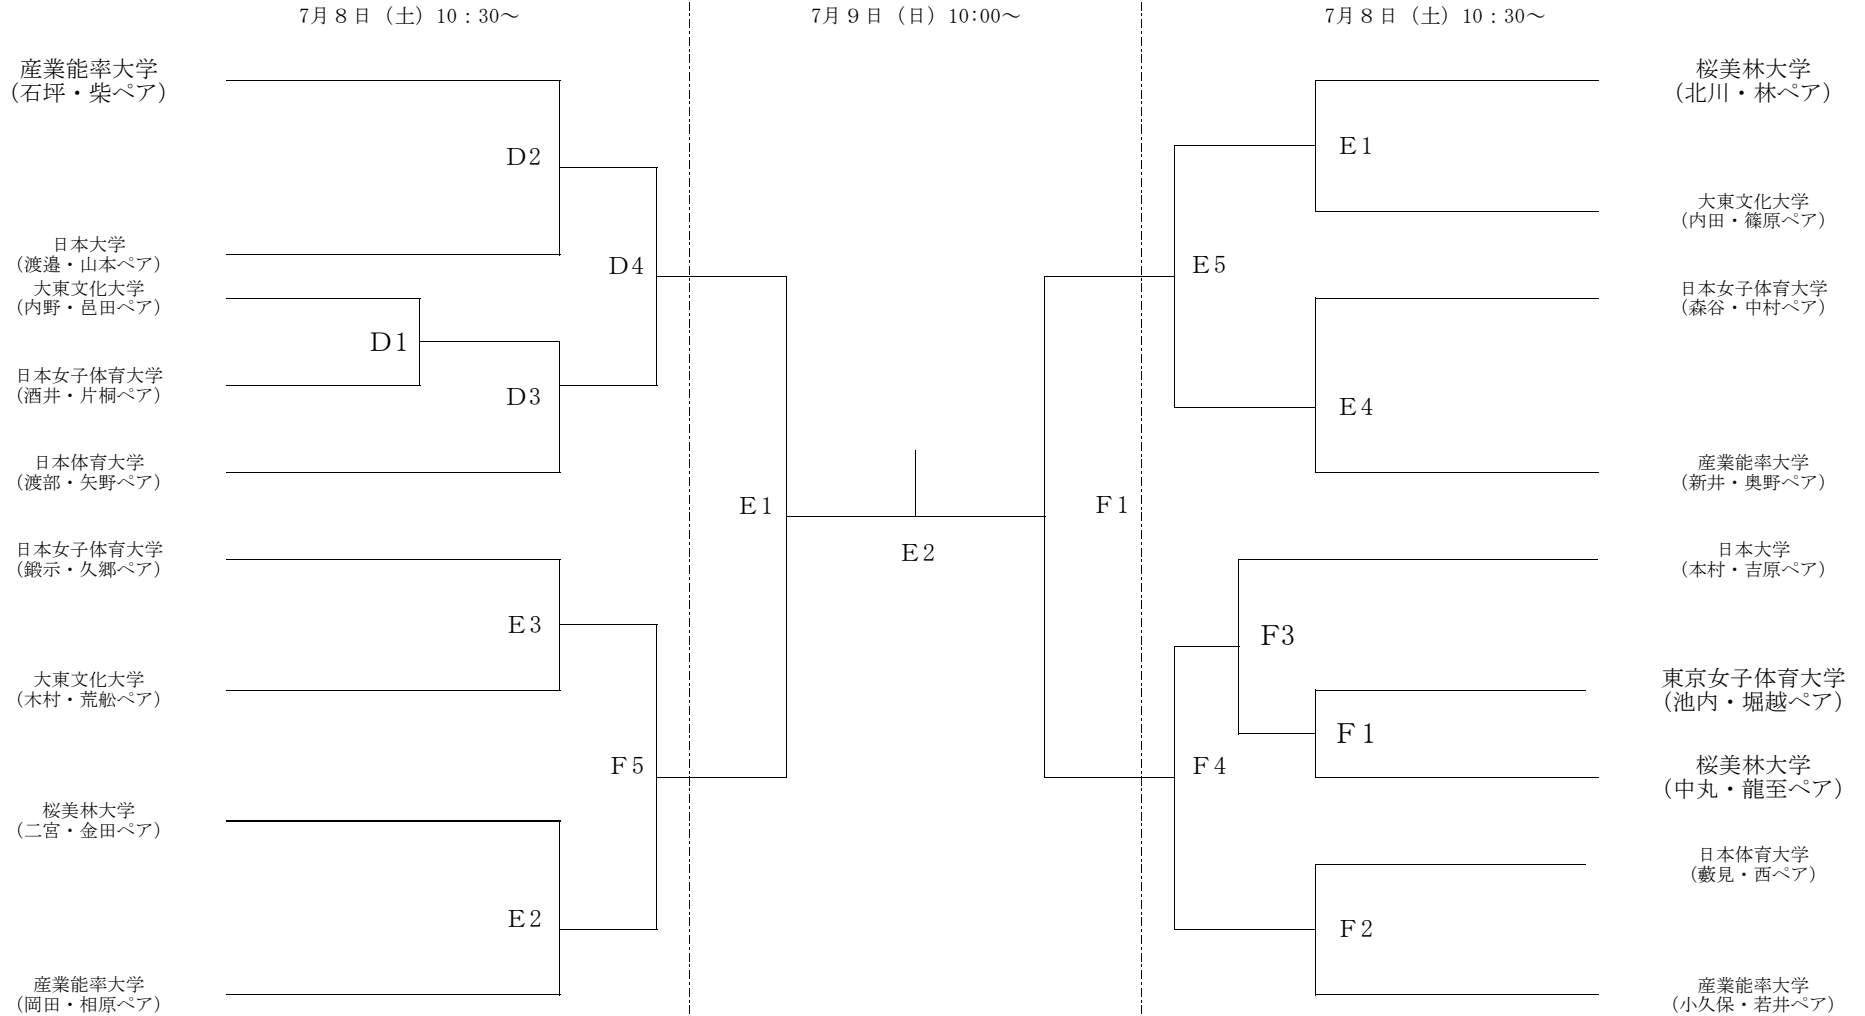 7月８日（土）10：30～
7月９日（日）10:00～
7月８日（土）10：30～
産業能率大学
（石坪・柴ペア）
D2
日本大学
（渡邉・山本ペア）
大東文化大学
（内野・邑田ペア）
D4
D1
日本女子体育大学
（酒井・片桐ペア）
D3
日本体育大学
（渡部・矢野ペア）
日本女子体育大学
（鍛示・久郷ペア）
E3
大東文化大学
（木村・荒舩ペア）
F5
桜美林大学
（二宮・金田ペア）
E2
産業能率大学
（岡田・相原ペア）
E1
E2
F1
桜美林大学
（北川・林ペア）
E1
大東文化大学
（内田・篠原ペア）
E5
日本女子体育大学
（森谷・中村ペア）
E4
産業能率大学
（新井・奥野ペア）
日本大学
（本村・吉原ペア）
F3
東京女子体育大学
（池内・堀越ペア）
F1
桜美林大学
（中丸・龍至ペア）
F4
日本体育大学
（藪見・西ペア）
F2
産業能率大学
（小久保・若井ペア）